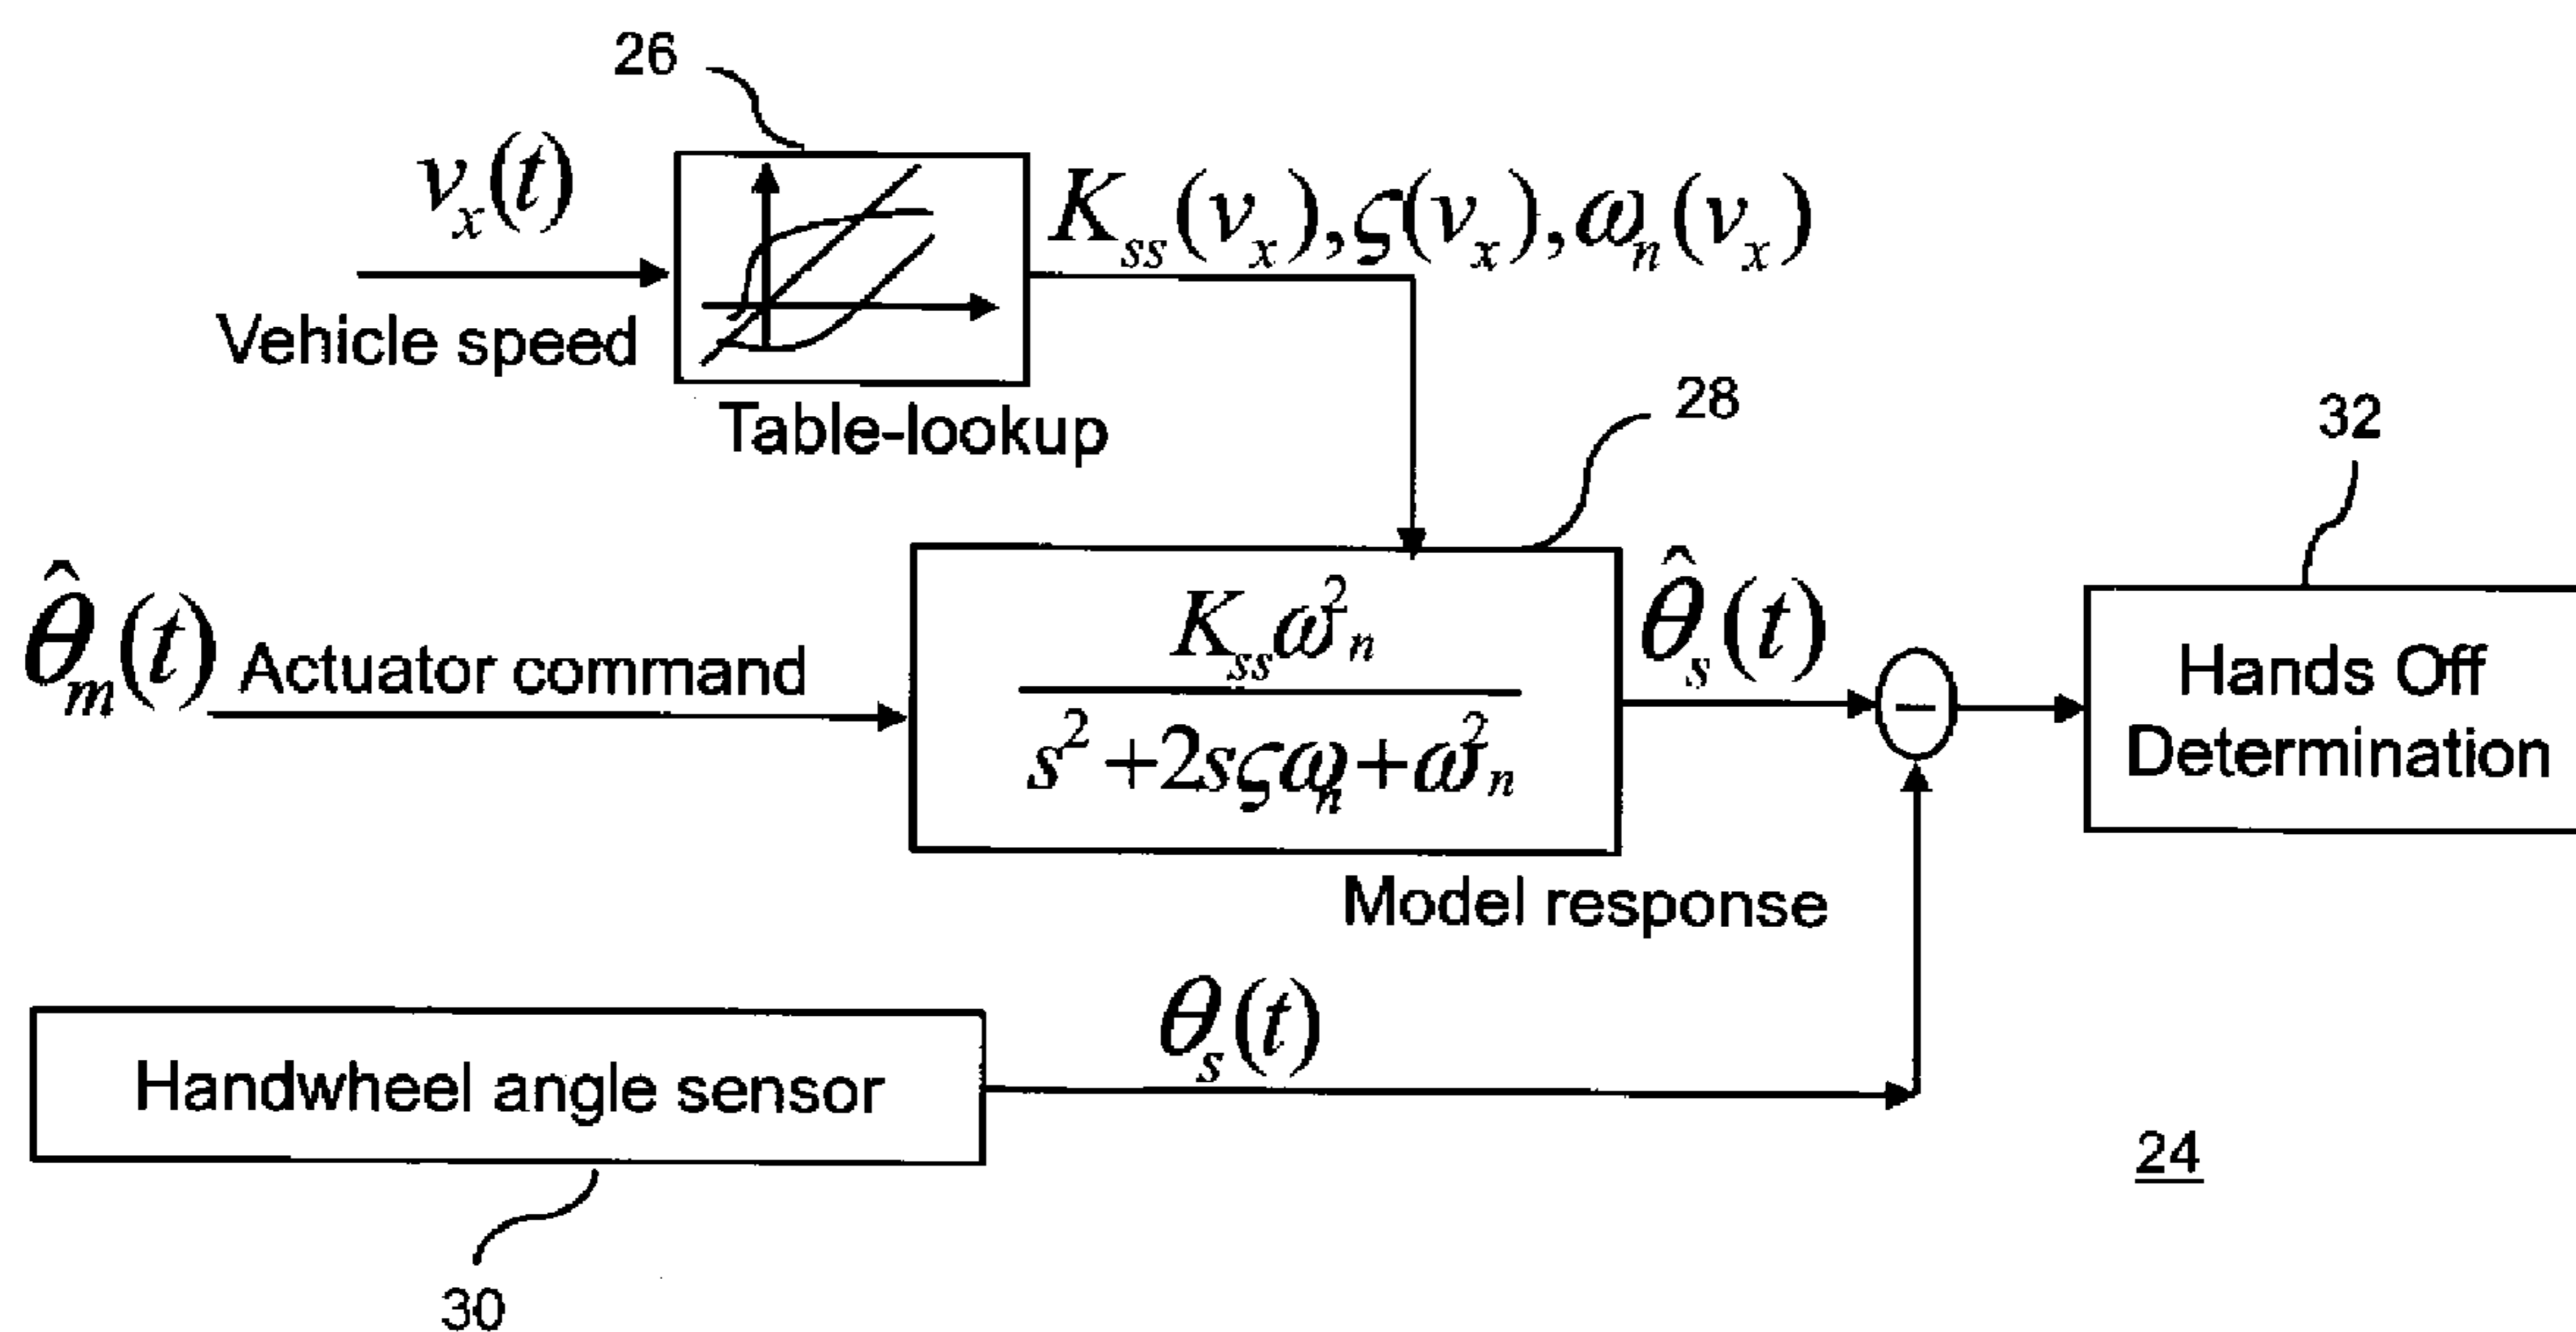 26
v_x(t)
K_ss(v_x),ς(v_x),ω_n(v_x)
Vehicle speed
Table-lookup
28
32
θ̂_m(t) Actuator command
K_ss ω²_n
s²+2sςω_n+ω²_n
θ̂_s(t)
−
Hands Off
Determination
Model response
θ_s(t)
Handwheel angle sensor
24
30